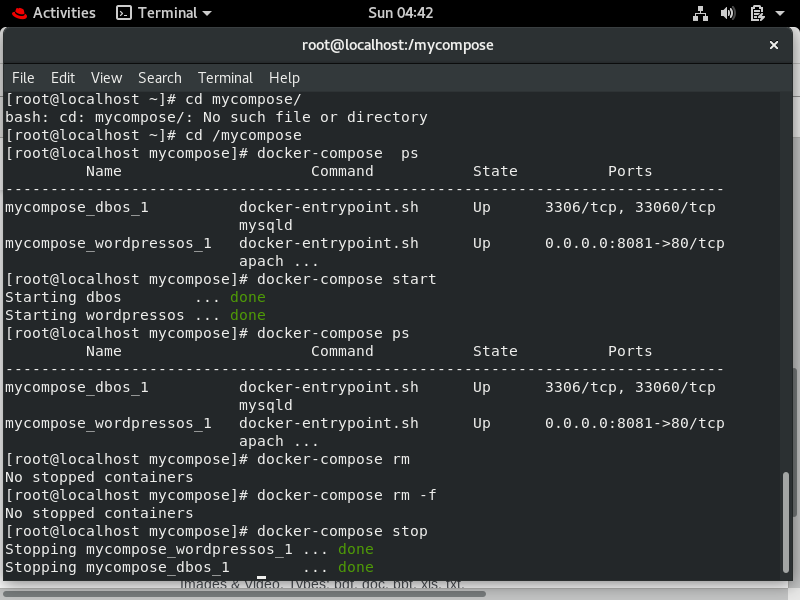 Activities Terminal Sun 04:42
root@localhost:/mycompose ×
File Edit View Search Terminal Help
[root@localhost ~]# cd mycompose/
bash: cd: mycompose/: No such file or directory
[root@localhost ~]# cd /mycompose
[root@localhost mycompose]# docker-compose  ps
Name Command State Ports
--------------------------------------------------------------------------------
mycompose_dbos_1 docker-entrypoint.sh Up 3306/tcp, 33060/tcp
mysqld
mycompose_wordpressos_1 docker-entrypoint.sh Up 0.0.0.0:8081->80/tcp
apach ...
[root@localhost mycompose]# docker-compose start
Starting dbos ... done
Starting wordpressos ... done
[root@localhost mycompose]# docker-compose ps
Name Command State Ports
--------------------------------------------------------------------------------
mycompose_dbos_1 docker-entrypoint.sh Up 3306/tcp, 33060/tcp
mysqld
mycompose_wordpressos_1 docker-entrypoint.sh Up 0.0.0.0:8081->80/tcp
apach ...
[root@localhost mycompose]# docker-compose rm
No stopped containers
[root@localhost mycompose]# docker-compose rm -f
No stopped containers
[root@localhost mycompose]# docker-compose stop
Stopping mycompose_wordpressos_1 ... done
Stopping mycompose_dbos_1 ... done
Images & Video. Types: pdf, doc, ppt, xls, txt.